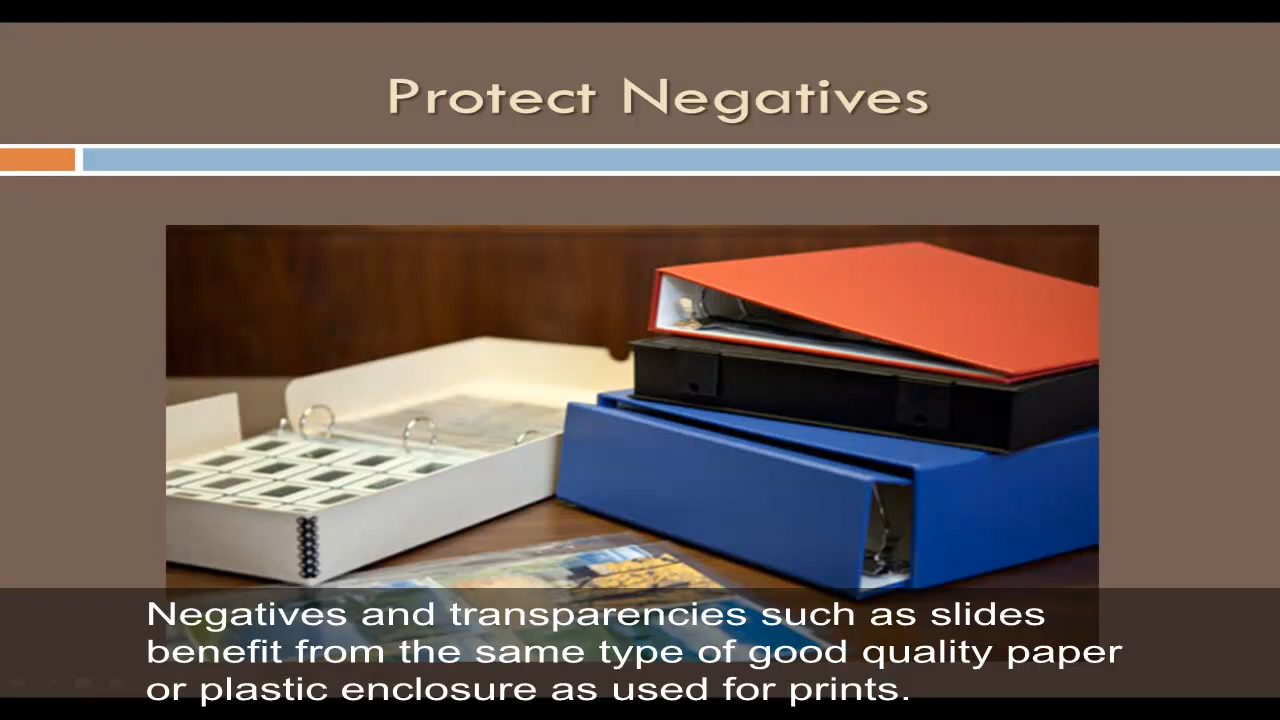 Protect Negatives
Negatives and transparencies such as slides
benefit from the same type of good quality paper
or plastic enclosure as used for prints.